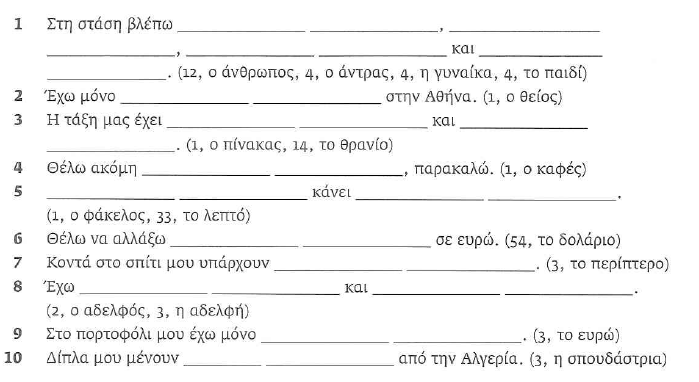 1 Στη στάση βλέπω ____________ ____________, ____________
____________, ____________ ____________ και ____________
____________. (12, ο άνθρωπος, 4, ο άντρας, 4, η γυναίκα, 4, το παιδί)
2 Έχω μόνο ____________ ____________ στην Αθήνα. (1, ο θείος)
3 Η τάξη μας έχει ____________ ____________ και ____________
____________. (1, ο πίνακας, 14, το θρανίο)
4 Θέλω ακόμη ____________ ____________, παρακαλώ. (1, ο καφές)
5 ____________ ____________ κάνει ____________ ____________.
(1, ο φάκελος, 33, το λεπτό)
6 Θέλω να αλλάξω ____________ ____________ σε ευρώ. (54, το δολάριο)
7 Κοντά στο σπίτι μου υπάρχουν ____________ ____________. (3, το περίπτερο)
8 Έχω ____________ ____________ και ____________ ____________.
(2, ο αδελφός, 3, η αδελφή)
9 Στο πορτοφόλι μου έχω μόνο ____________ ____________. (3, το ευρώ)
10 Δίπλα μου μένουν ____________ ____________ από την Αλγερία. (3, η σπουδάστρια)